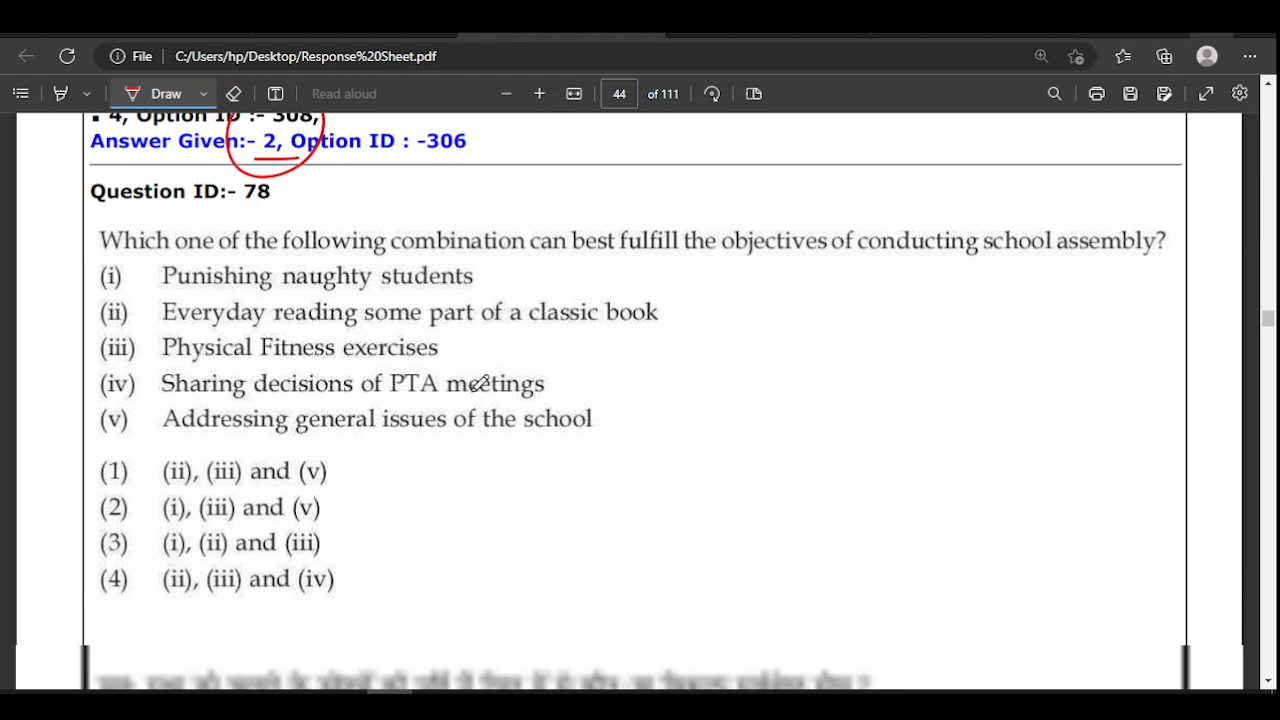 File
C:/Users/hp/Desktop/Response%20Sheet.pdf
Draw
Read aloud
44
of 111
4, Option ID :- 308,
Answer Given:- 2, Option ID : -306
Question ID:- 78
Which one of the following combination can best fulfill the objectives of conducting school assembly?
(i) Punishing naughty students
(ii) Everyday reading some part of a classic book
(iii) Physical Fitness exercises
(iv) Sharing decisions of PTA meetings
(v) Addressing general issues of the school
(1) (ii), (iii) and (v)
(2) (i), (iii) and (v)
(3) (i), (ii) and (iii)
(4) (ii), (iii) and (iv)